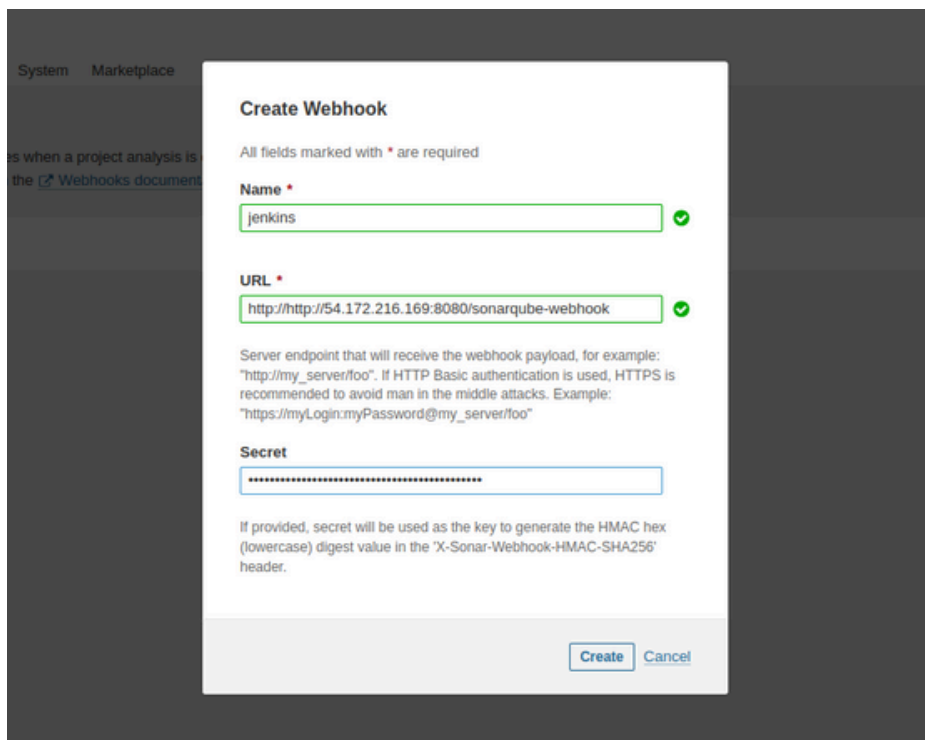 System Marketplace
es when a project analysis is
the Webhooks document
Create Webhook
All fields marked with * are required
Name *
jenkins
URL *
http://http://54.172.216.169:8080/sonarqube-webhook
Server endpoint that will receive the webhook payload, for example:
"http://my_server/foo". If HTTP Basic authentication is used, HTTPS is
recommended to avoid man in the middle attacks. Example:
"https://myLogin:myPassword@my_server/foo"
Secret
••••••••••••••••••••••••••••••••••••••••••••
If provided, secret will be used as the key to generate the HMAC hex
(lowercase) digest value in the 'X-Sonar-Webhook-HMAC-SHA256'
header.
Create Cancel